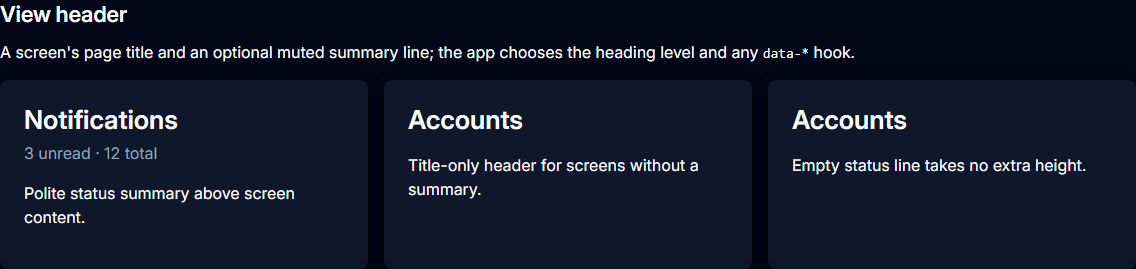 View header
A screen's page title and an optional muted summary line; the app chooses the heading level and any data-* hook.
Notifications
3 unread · 12 total
Polite status summary above screen
content.
Accounts
Title-only header for screens without a
summary.
Accounts
Empty status line takes no extra height.